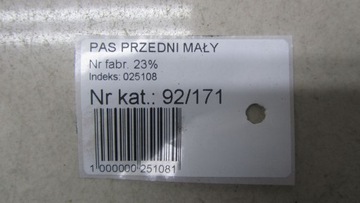 PAS PRZEDNI MAŁY
Nr fabr. 23%
Indeks: 025108
Nr kat.: 92/171
1 000000 251081